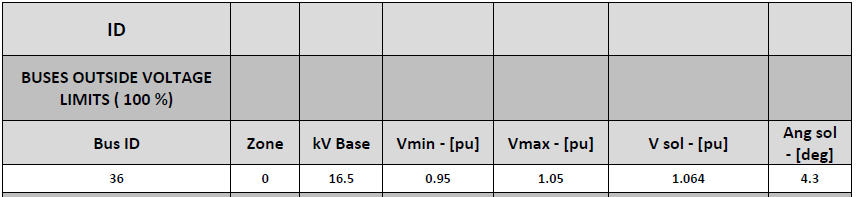 ID
BUSES OUTSIDE VOLTAGE
LIMITS ( 100 %)
Bus ID Zone kV Base Vmin - [pu] Vmax - [pu] V sol - [pu] Ang sol
- [deg]
36 0 16.5 0.95 1.05 1.064 4.3